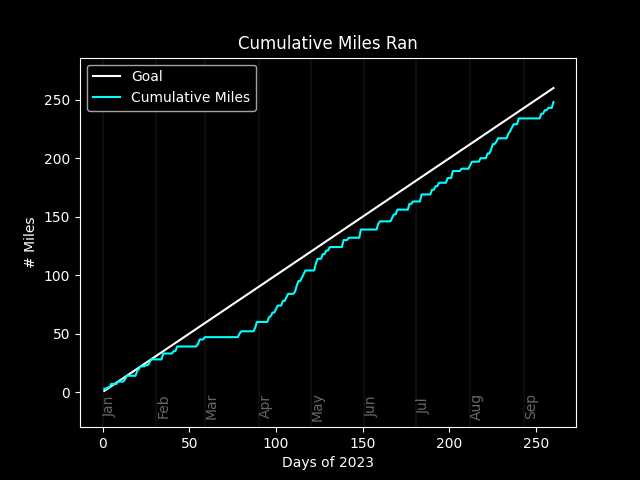 Cumulative Miles Ran
Goal
Cumulative Miles
# Miles
250
200
150
100
50
0
Jan
Feb
Mar
Apr
May
Jun
Jul
Aug
Sep
0
50
100
150
200
250
Days of 2023